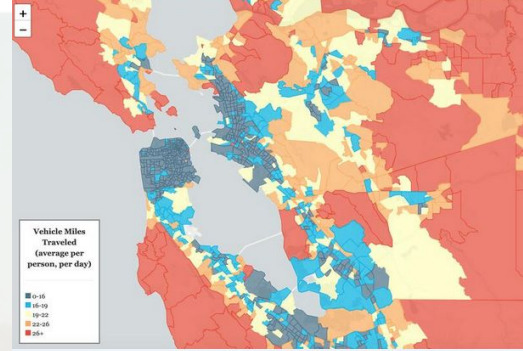 +
−
Vehicle Miles
Traveled
(average per
person, per day)
0-16
16-19
19-22
22-26
26+